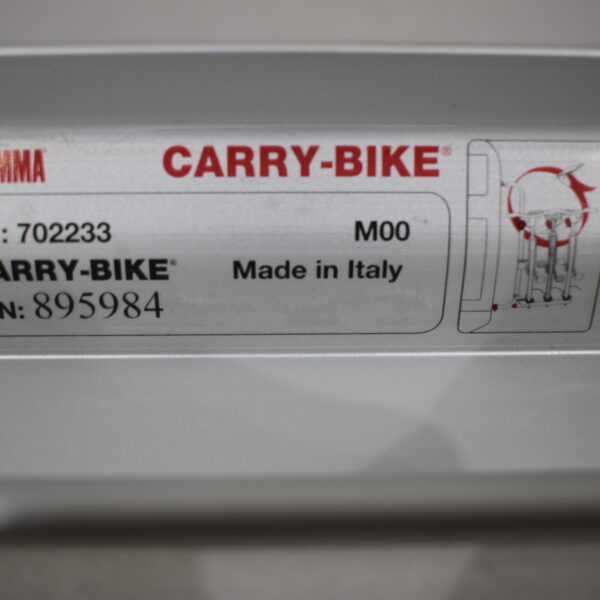 MMA CARRY-BIKE®
: 702233 M00
ARRY-BIKE® Made in Italy
N: 895984